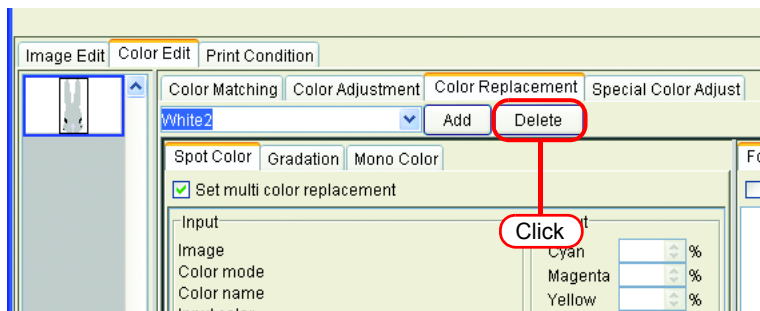 Image Edit Color Edit Print Condition
Color Matching Color Adjustment Color Replacement Special Color Adjust
White2 Add Delete
Spot Color Gradation Mono Color
Set multi color replacement
Input
Click
Image
Cyan %
Color mode
Magenta %
Color name
Yellow %